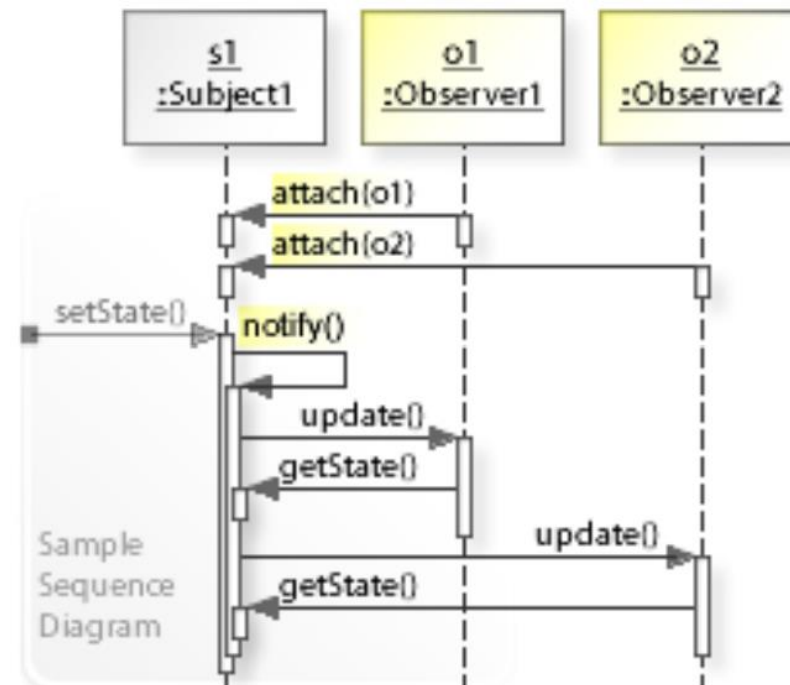 s1
:Subject1
o1
:Observer1
o2
:Observer2
attach(o1)
attach(o2)
setState()
notify()
update()
getState()
update()
getState()
Sample
Sequence
Diagram